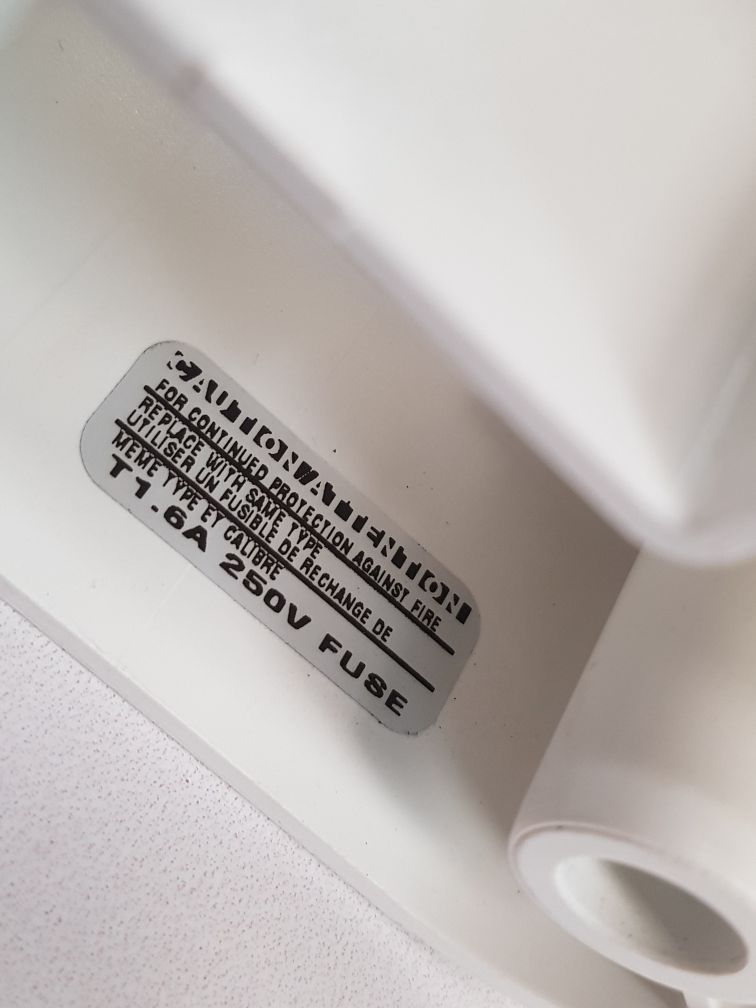 CAUTION/ATTENTION
FOR CONTINUED PROTECTION AGAINST FIRE
REPLACE WITH SAME TYPE
UTILISER UN FUSIBLE DE RECHANGE DE
MEME TYPE ET CALIBRE
T1.6A 250V FUSE